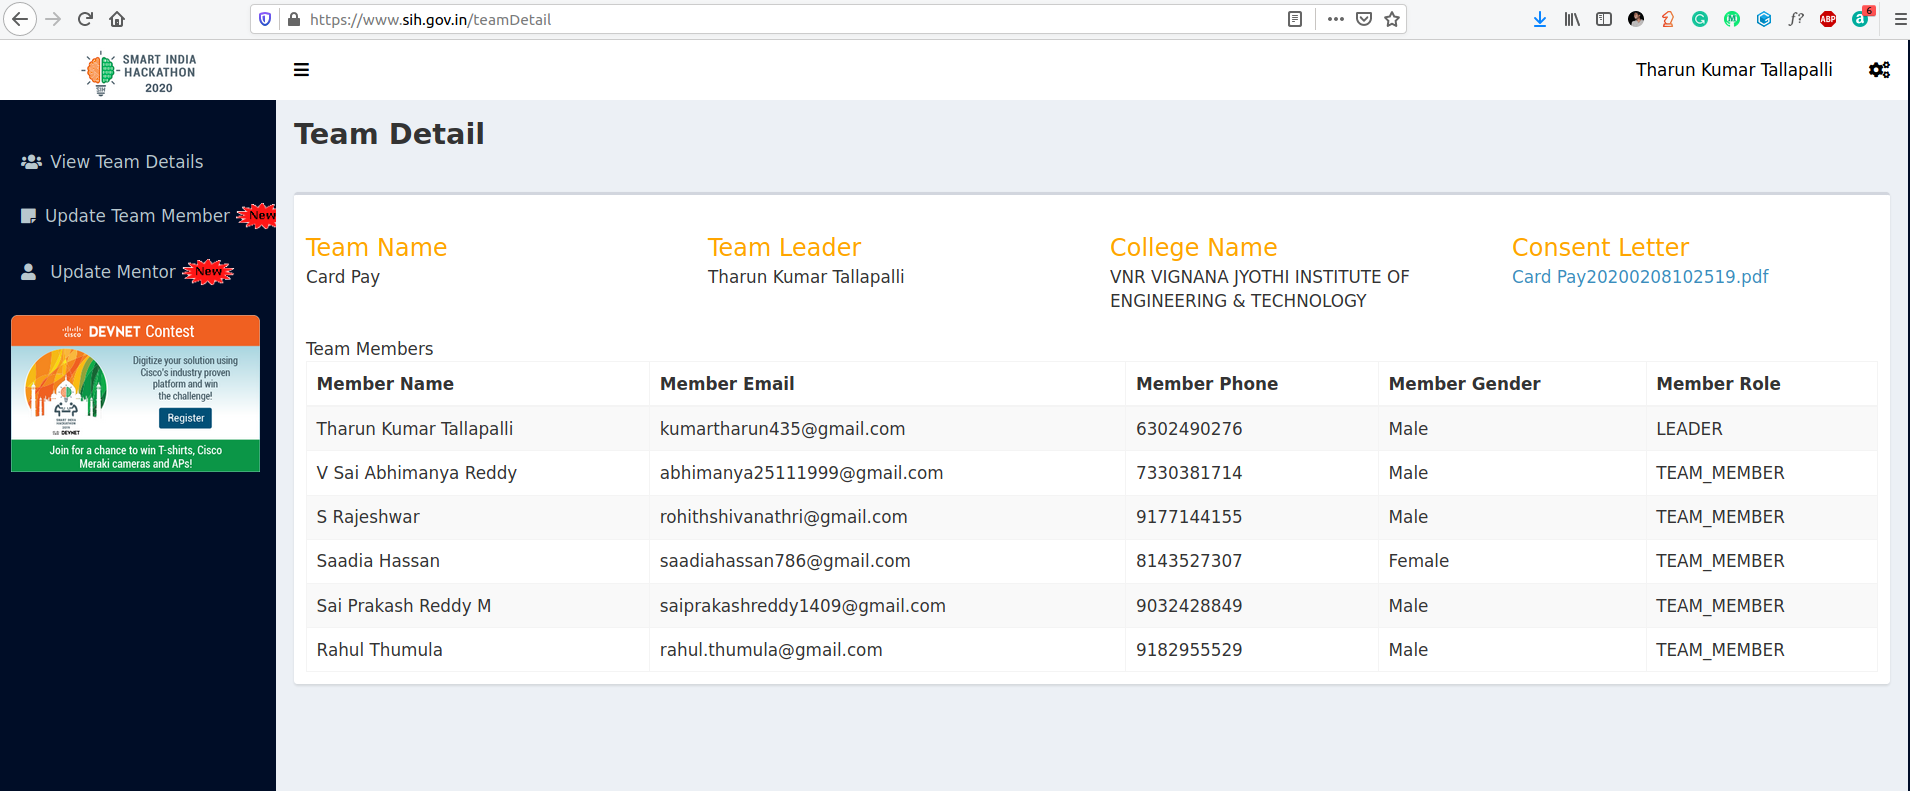 https://www.sih.gov.in/teamDetail
ABP
6
SMART INDIA
HACKATHON
2020
Tharun Kumar Tallapalli
Team Detail
View Team Details
Update Team Member New
Update Mentor New
CISCO DEVNET Contest
Digitize your solution using
Cisco's industry proven
platform and win
the challenge!
Register
Join for a chance to win T-shirts, Cisco
Meraki cameras and APs!
Team Name Team Leader College Name Consent Letter
Card Pay Tharun Kumar Tallapalli VNR VIGNANA JYOTHI INSTITUTE OF Card Pay20200208102519.pdf
ENGINEERING & TECHNOLOGY
Team Members
Member Name Member Email Member Phone Member Gender Member Role
Tharun Kumar Tallapalli kumartharun435@gmail.com 6302490276 Male LEADER
V Sai Abhimanya Reddy abhimanya25111999@gmail.com 7330381714 Male TEAM_MEMBER
S Rajeshwar rohithshivanathri@gmail.com 9177144155 Male TEAM_MEMBER
Saadia Hassan saadiahassan786@gmail.com 8143527307 Female TEAM_MEMBER
Sai Prakash Reddy M saiprakashreddy1409@gmail.com 9032428849 Male TEAM_MEMBER
Rahul Thumula rahul.thumula@gmail.com 9182955529 Male TEAM_MEMBER